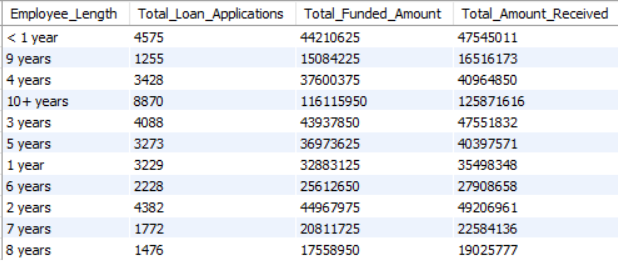 Employee_Length Total_Loan_Applications Total_Funded_Amount Total_Amount_Received
< 1 year 4575 44210625 47545011
9 years 1255 15084225 16516173
4 years 3428 37600375 40964850
10+ years 8870 116115950 125871616
3 years 4088 43937850 47551832
5 years 3273 36973625 40397571
1 year 3229 32883125 35498348
6 years 2228 25612650 27908658
2 years 4382 44967975 49206961
7 years 1772 20811725 22584136
8 years 1476 17558950 19025777